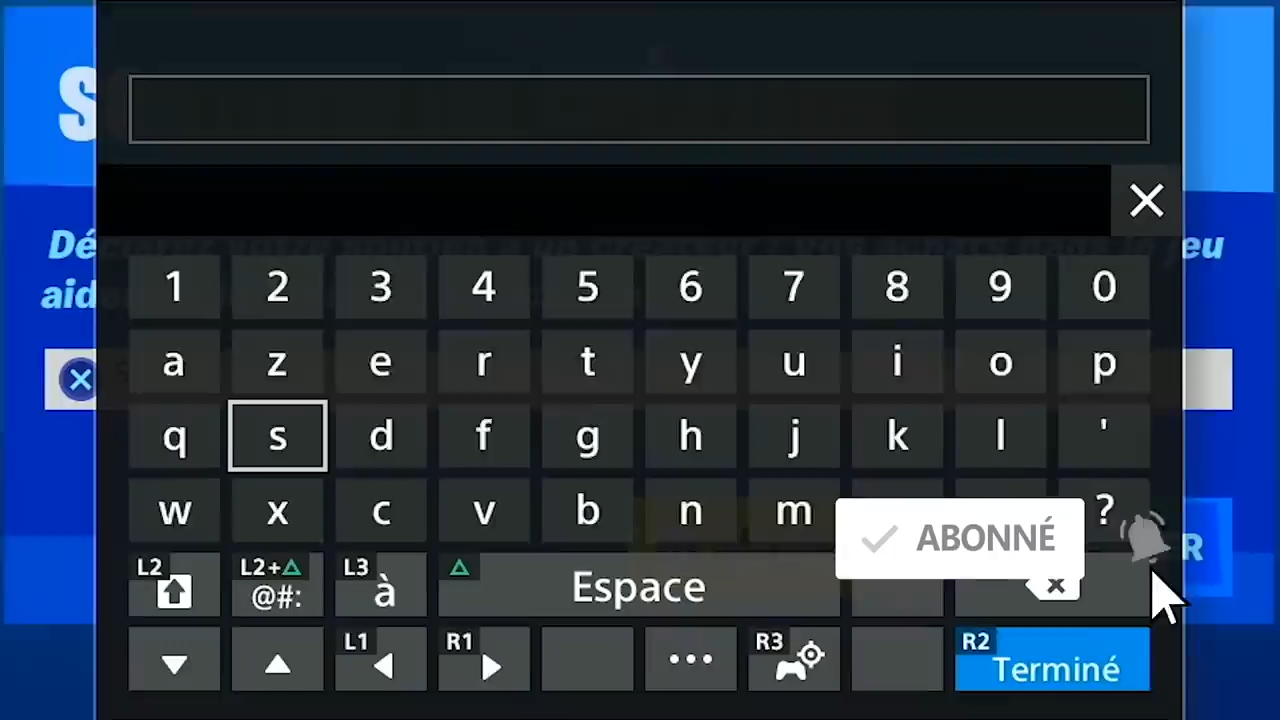 1 2 3 4 5 6 7 8 9 0
a z e r t y u i o p
q s d f g h j k l '
w x c v b n m ?
ABONNÉ
L2 L2+△ @#: L3 à △ Espace
L1 R1 ... R3 R2 Terminé